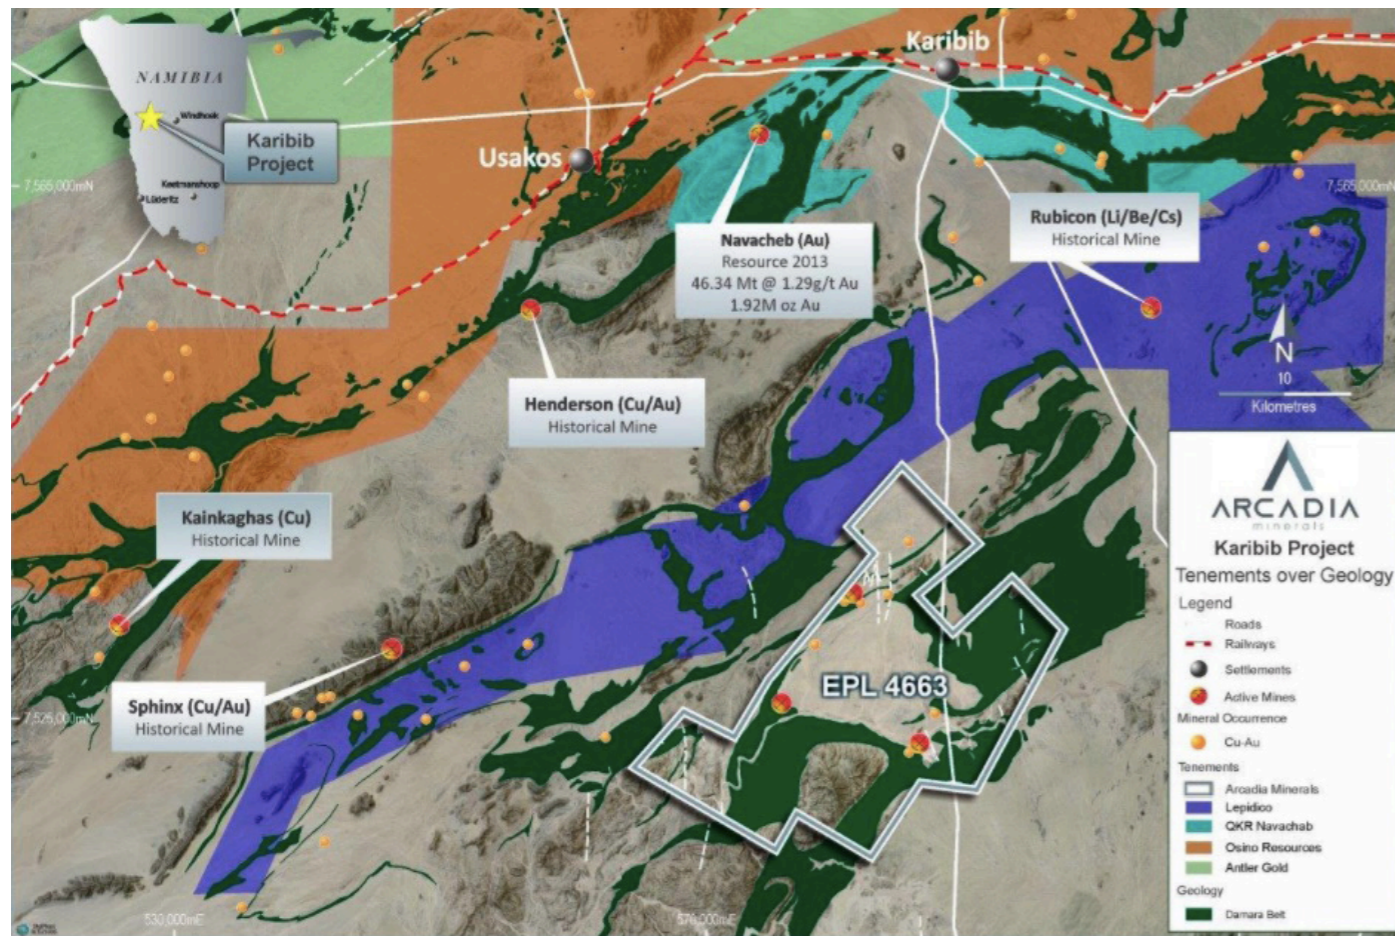 NAMIBIA
Windhoek
Keetmanshoop
Lüderitz
Karibib
Project
Karibib
Usakos
7,565,000mN
7,565,000mN
Navacheb (Au)
Resource 2013
46.34 Mt @ 1.29g/t Au
1.92M oz Au
Rubicon (Li/Be/Cs)
Historical Mine
Henderson (Cu/Au)
Historical Mine
N
10
Kilometres
Kainkaghas (Cu)
Historical Mine
Sphinx (Cu/Au)
Historical Mine
7,525,000mN
EPL 4663
530,000mE
ARCADIA
minerals
Karibib Project
Tenements over Geology
Legend
Roads
Railways
Settlements
Active Mines
Mineral Occurrence
Cu-Au
Tenements
Arcadia Minerals
Lepidico
QKR Navachab
Osino Resources
Antler Gold
Geology
Damara Belt